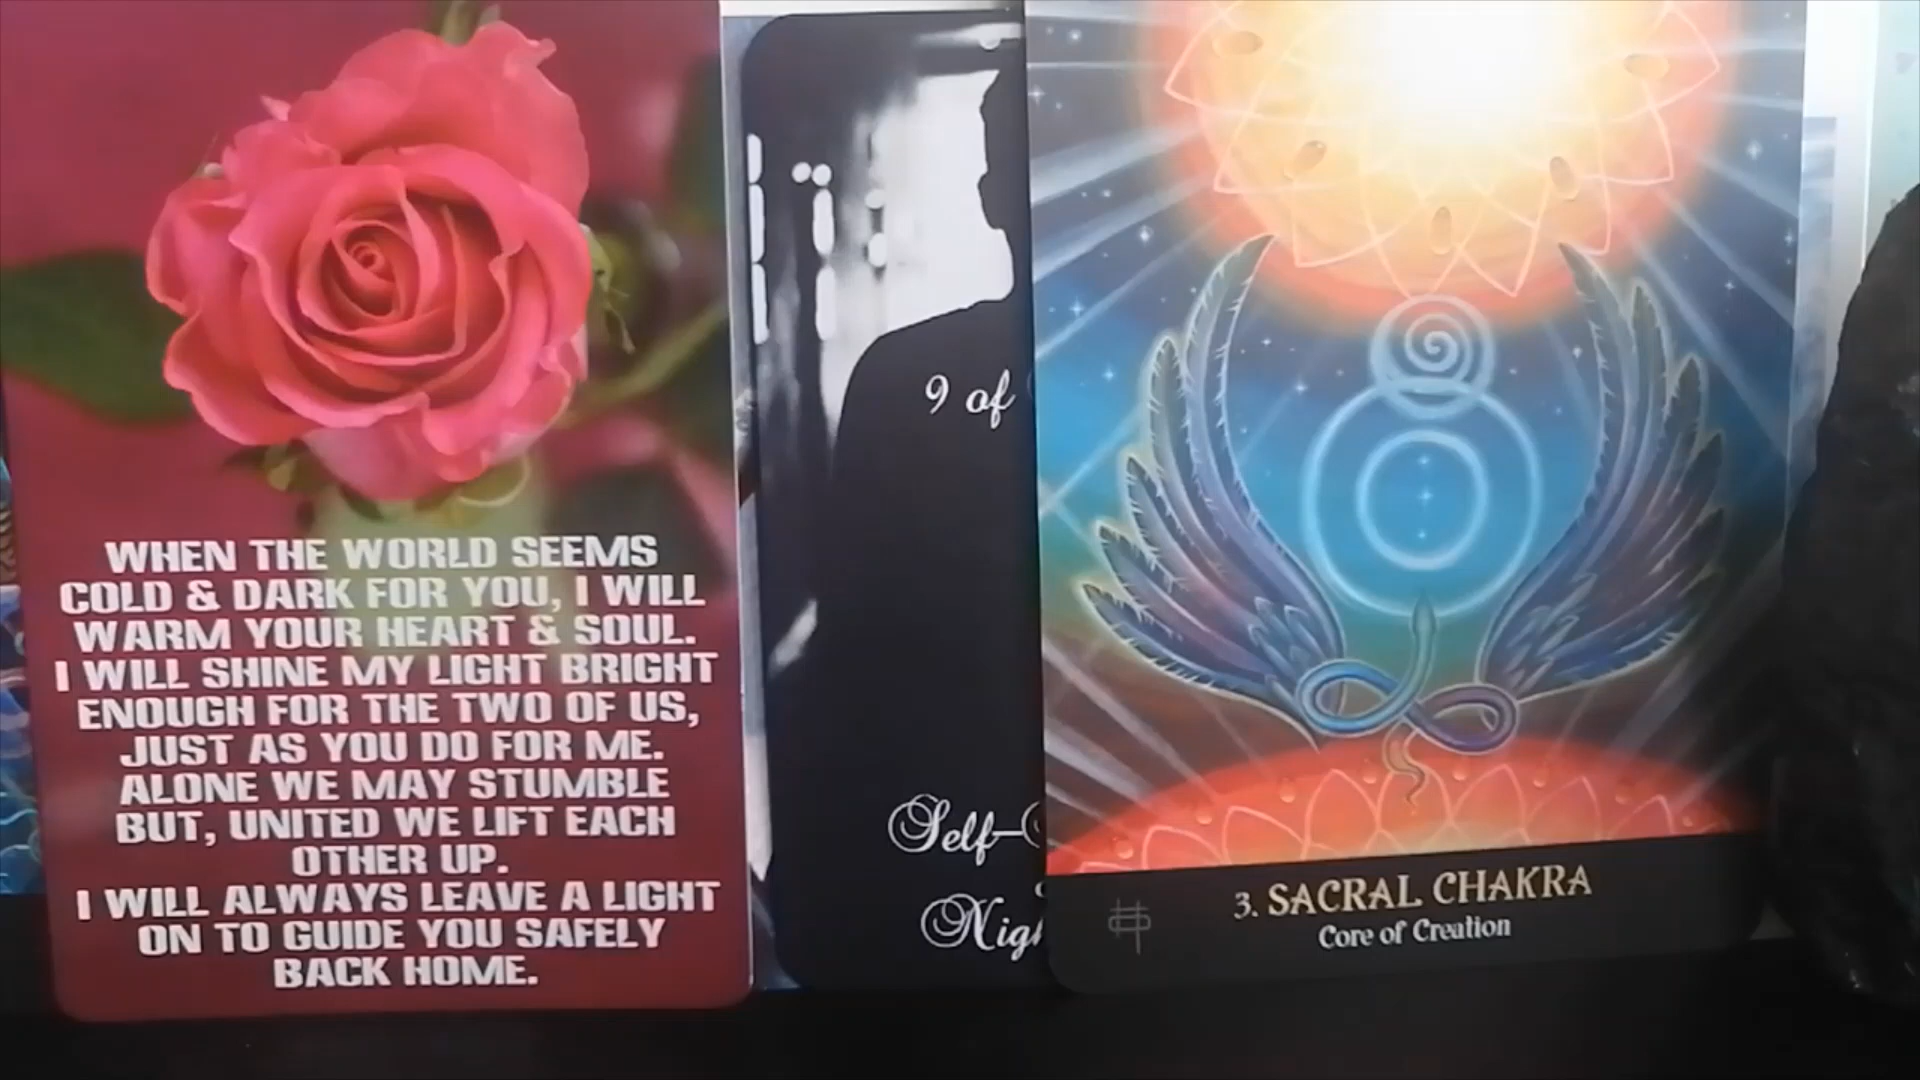 WHEN THE WORLD SEEMS
COLD & DARK FOR YOU, I WILL
WARM YOUR HEART & SOUL.
I WILL SHINE MY LIGHT BRIGHT
ENOUGH FOR THE TWO OF US,
JUST AS YOU DO FOR ME.
ALONE WE MAY STUMBLE
BUT, UNITED WE LIFT EACH
OTHER UP.
I WILL ALWAYS LEAVE A LIGHT
ON TO GUIDE YOU SAFELY
BACK HOME.
9 of
Self-
3. SACRAL CHAKRA
Core of Creation